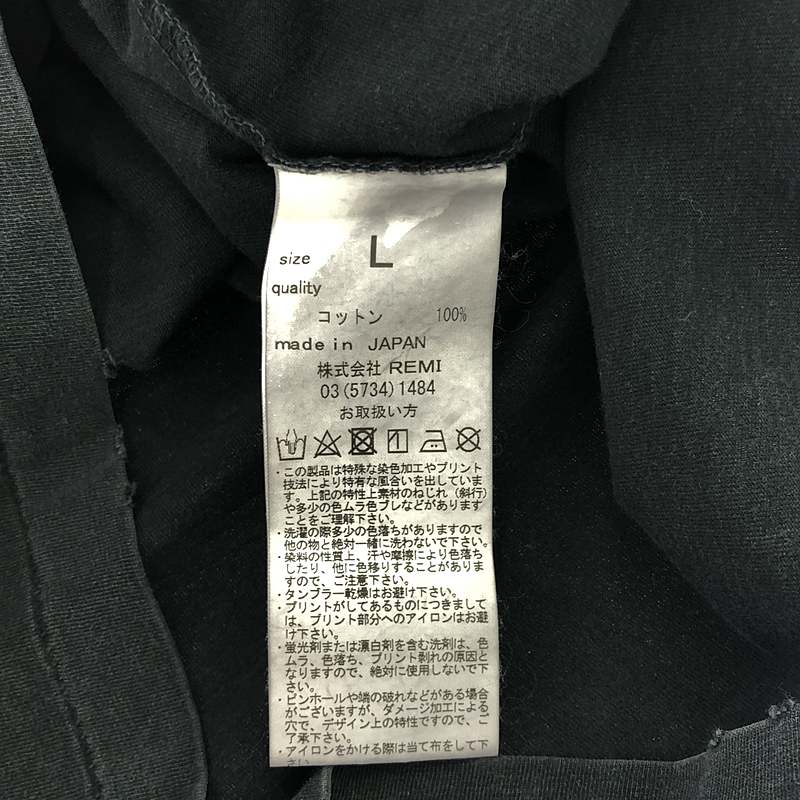 size L
quality
コットン 100%
made in JAPAN
株式会社 REMI
03(5734)1484
お取扱い方
・この製品は特殊な染色加工やプリント
技法により特有な風合いを出していま
す。上記の特性上素材のねじれ（斜行）
や多少の色ムラ色ブレなどがあります
ことをご理解下さい。
・洗濯の際多少の色落ちがありますので
他の物と絶対一緒に洗わないで下さい。
・染料の性質上、汗や摩擦により色落ち
したり、他に色移りすることがありま
すので、ご注意下さい。
・タンブラー乾燥はお避け下さい。
・プリントがしてあるものにつきまして
は、プリント部分へのアイロンはお避
け下さい。
・蛍光剤または漂白剤を含む洗剤は、色
ムラ、色落ち、プリント剥れの原因と
なりますので、絶対に使用しないで下
さい。
・ピンホールや端の破れなどがある場合
がございますが、ダメージ加工による
穴で、デザイン上の特性ですので、ご
了承下さい。
・アイロンをかける際は当て布をして下
さい。